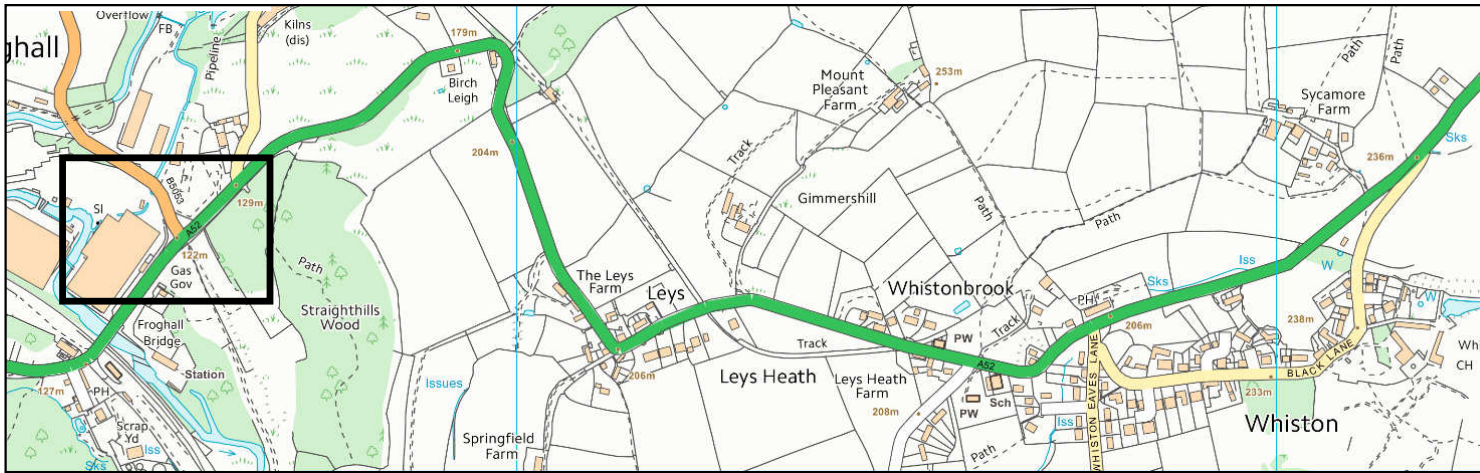 Overflow
FB
ghall
Kilns
(dis)
Pipeline
179m
Birch
Leigh
204m
Mount
Pleasant
Farm
253m
Path
Path
Sycamore
Farm
Sks
236m
Track
Gimmershill
Path
Path
B5053
SI
129m
A52
122m
Gas
Gov
Path
Straighthills
Wood
Froghall
Bridge
Station
127m
PH
Scrap
Yd
Iss
Sks
The Leys
Farm
Leys
206m
Issues
Springfield
Farm
Track
Leys Heath
Whistonbrook
PW
Track
A52
Leys Heath
Farm
208m
PW
Sch
Path
PH
206m
Sks
Iss
W
W
238m
Iss
WHISTON EAVES LANE
BLACK LANE
233m
Whiston
Wh
CH